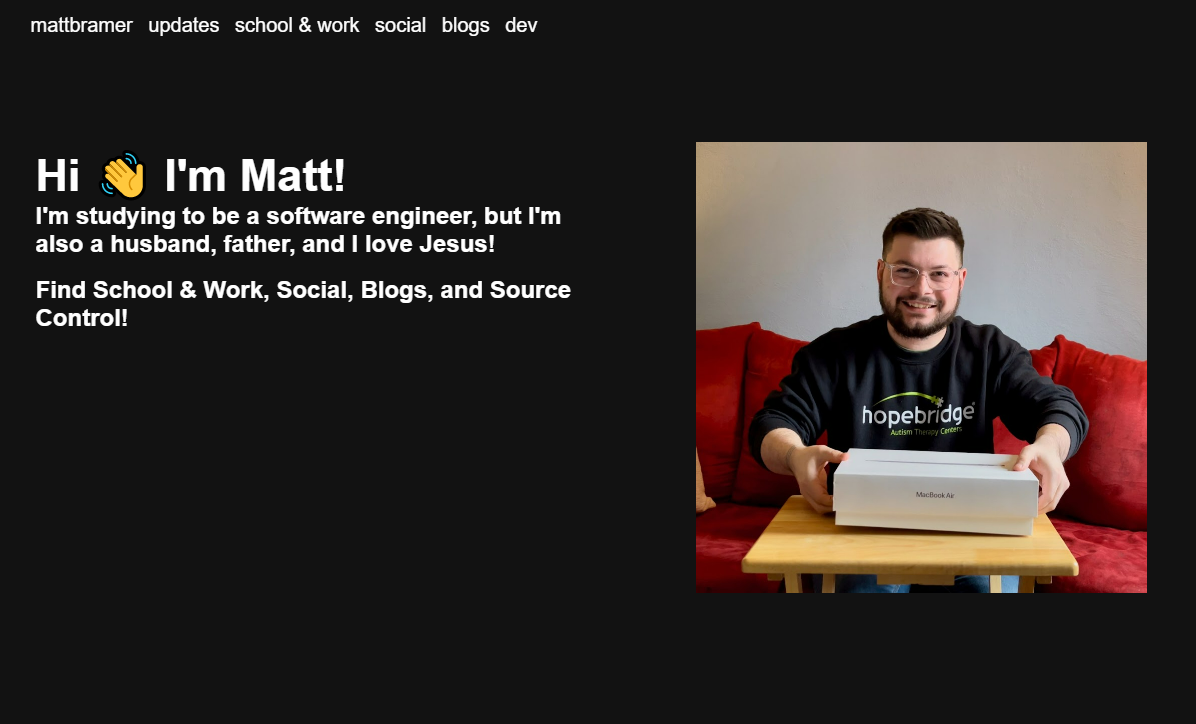 mattbramer updates school & work social blogs dev
Hi 👋 I'm Matt!
I'm studying to be a software engineer, but I'm
also a husband, father, and I love Jesus!
Find School & Work, Social, Blogs, and Source
Control!
hopebridge
Autism Therapy Centers
MacBook Air